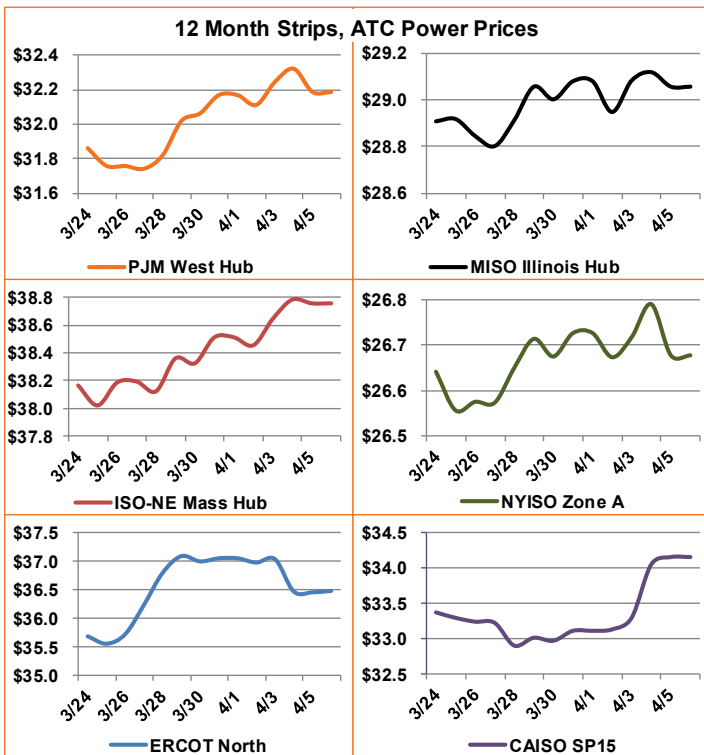 12 Month Strips, ATC Power Prices
$32.4
$32.2
$32.0
$31.8
$31.6
3/24 3/26 3/28 3/30 4/1 4/3 4/5
PJM West Hub
$29.2
$29.0
$28.8
$28.6
3/24 3/26 3/28 3/30 4/1 4/3 4/5
MISO Illinois Hub
$38.8
$38.6
$38.4
$38.2
$38.0
$37.8
3/24 3/26 3/28 3/30 4/1 4/3 4/5
ISO-NE Mass Hub
$26.8
$26.7
$26.6
$26.5
3/24 3/26 3/28 3/30 4/1 4/3 4/5
NYISO Zone A
$37.5
$37.0
$36.5
$36.0
$35.5
$35.0
3/24 3/26 3/28 3/30 4/1 4/3 4/5
ERCOT North
$34.5
$34.0
$33.5
$33.0
$32.5
3/24 3/26 3/28 3/30 4/1 4/3 4/5
CAISO SP15